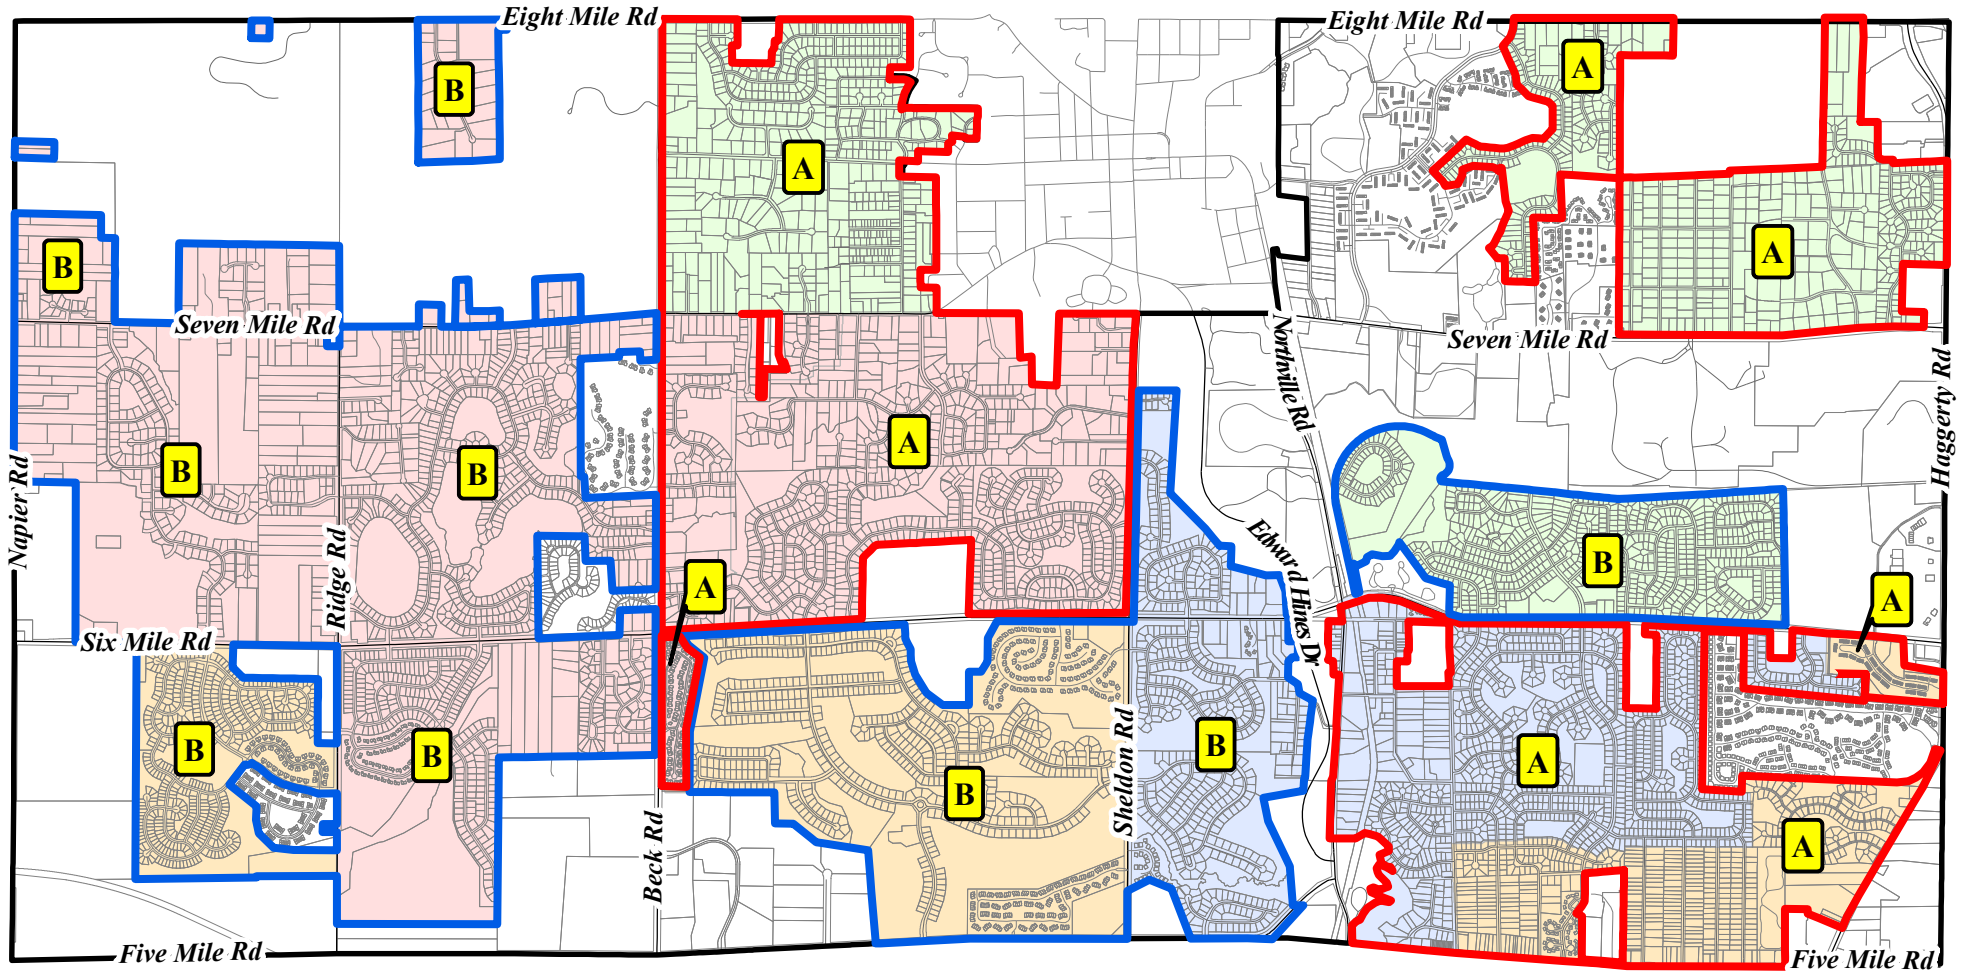 Eight Mile Rd
Eight Mile Rd
A
B
A
A
B
Seven Mile Rd
Northville Rd
Seven Mile Rd
Haggerty Rd
A
B
B
Napier Rd
Ridge Rd
Edward Hines Dr
B
A
A
Six Mile Rd
Sheldon Rd
B
B
B
A
B
Beck Rd
A
Five Mile Rd
Five Mile Rd